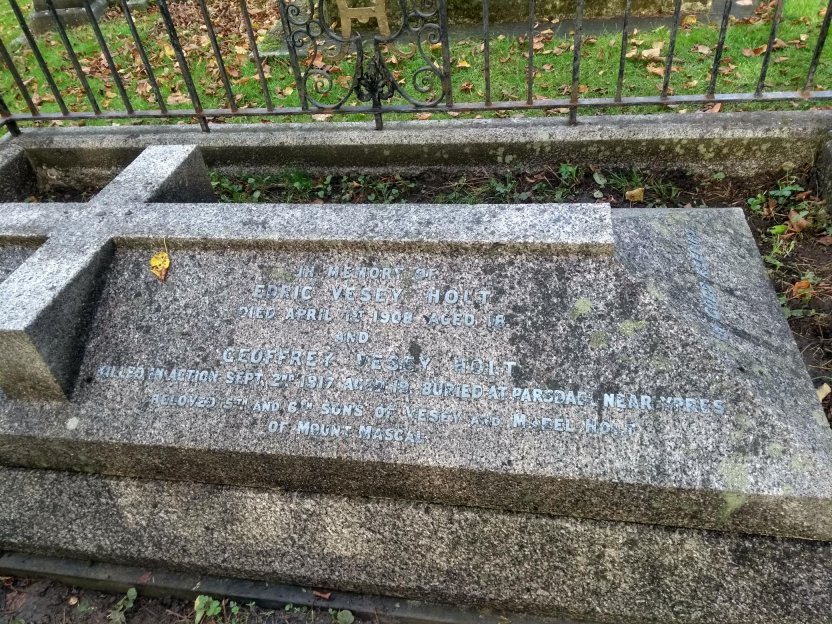 IN MEMORY OF
EDRIC VESEY HOLT
DIED APRIL 1ST 1908 AGED 18
AND
GEOFFREY VESEY HOLT
KILLED IN ACTION SEPT. 2ND 1917, AGED 19, BURIED AT NEAR YPRES
BELOVED 5TH AND 6TH SONS OF VESEY AND MABEL HOLT
OF MOUNT MASCAL